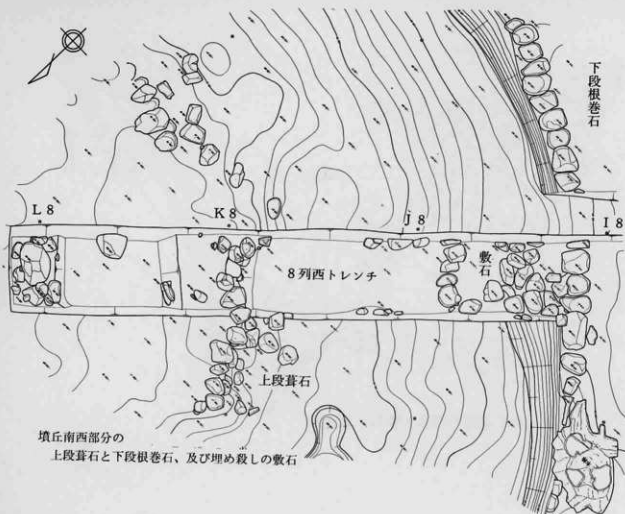 下段根巻石
L8
K8
J8
I8
8列西トレンチ
敷石
上段葺石
墳丘南西部分の
上段葺石と下段根巻石、及び埋め殺しの敷石